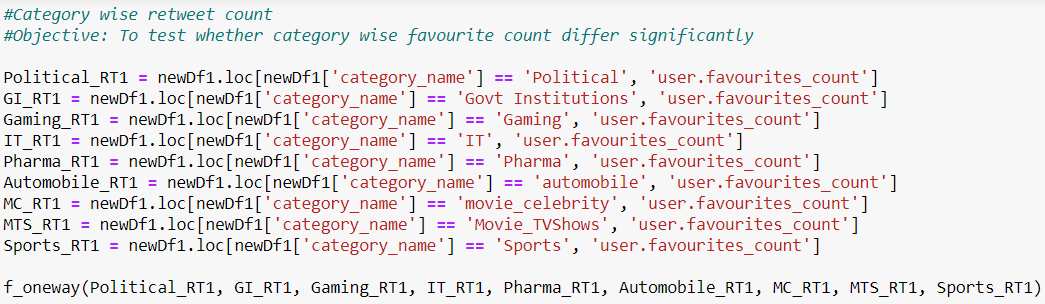 #Category wise retweet count
#Objective: To test whether category wise favourite count differ significantly
Political_RT1 = newDf1.loc[newDf1['category_name'] == 'Political', 'user.favourites_count']
GI_RT1 = newDf1.loc[newDf1['category_name'] == 'Govt Institutions', 'user.favourites_count']
Gaming_RT1 = newDf1.loc[newDf1['category_name'] == 'Gaming', 'user.favourites_count']
IT_RT1 = newDf1.loc[newDf1['category_name'] == 'IT', 'user.favourites_count']
Pharma_RT1 = newDf1.loc[newDf1['category_name'] == 'Pharma', 'user.favourites_count']
Automobile_RT1 = newDf1.loc[newDf1['category_name'] == 'automobile', 'user.favourites_count']
MC_RT1 = newDf1.loc[newDf1['category_name'] == 'movie_celebrity', 'user.favourites_count']
MTS_RT1 = newDf1.loc[newDf1['category_name'] == 'Movie_TVShows', 'user.favourites_count']
Sports_RT1 = newDf1.loc[newDf1['category_name'] == 'Sports', 'user.favourites_count']
f_oneway(Political_RT1, GI_RT1, Gaming_RT1, IT_RT1, Pharma_RT1, Automobile_RT1, MC_RT1, MTS_RT1, Sports_RT1)